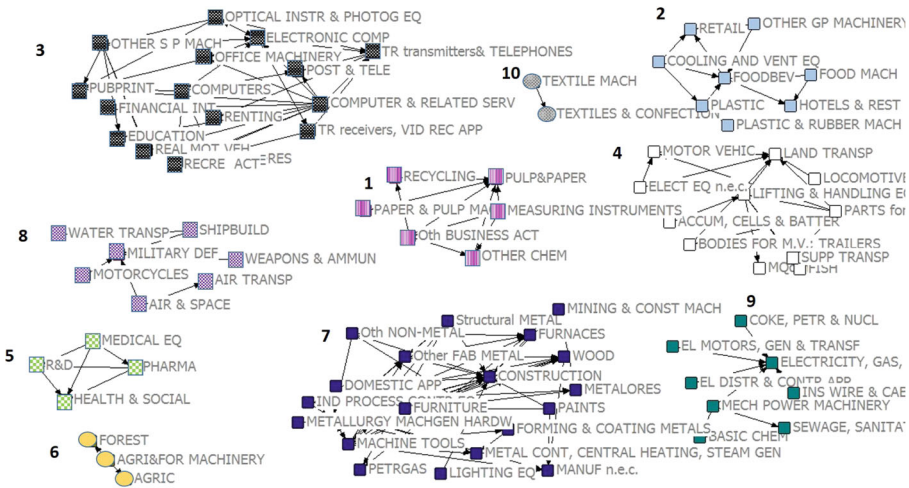 OPTICAL INSTR & PHOTOG EQ
3
OTHER S P MACH
ELECTRONIC COMP
TR transmitters& TELEPHONES
OFFICE MACHINERY
POST & TELE
PUBPRINT
COMPUTERS
FINANCIAL INT
COMPUTER & RELATED SERV
RENTING
EDUCATION
TR receivers, VID REC APP
REAL MOT VEH
RECRE ACT
ERES
10
TEXTILE MACH
TEXTILES & CONFECTION
2
RETAIL
OTHER GP MACHINERY
COOLING AND VENT EQ
FOODBEV
FOOD MACH
PLASTIC
HOTELS & REST
PLASTIC & RUBBER MACH
4
MOTOR VEHIC
LAND TRANSP
LOCOMOTIVE
ELECT EQ n.e.c.
LIFTING & HANDLING EQ
PARTS for
ACCUM, CELLS & BATTER
BODIES FOR M.V.: TRAILERS
SUPP TRANSP
FISH
1
RECYCLING
PULP&PAPER
PAPER & PULP MAC
MEASURING INSTRUMENTS
Oth BUSINESS ACT
OTHER CHEM
8
WATER TRANSP
SHIPBUILD
MILITARY DEF
WEAPONS & AMMUN
MOTORCYCLES
AIR TRANSP
AIR & SPACE
5
MEDICAL EQ
R&D
PHARMA
HEALTH & SOCIAL
6
FOREST
AGRI&FOR MACHINERY
AGRIC
7
MINING & CONST MACH
Structural METAL
Oth NON-METAL
FURNACES
Other FAB METAL
WOOD
CONSTRUCTION
DOMESTIC APP
METALORES
IND PROCESS CONTR EQ
FURNITURE
PAINTS
METALLURGY MACH
GEN HARDW
FORMING & COATING METALS
MACHINE TOOLS
METAL CONT, CENTRAL HEATING, STEAM GEN
PETRGAS
LIGHTING EQ
MANUF n.e.c.
9
COKE, PETR & NUCL
EL MOTORS, GEN & TRANSF
ELECTRICITY, GAS,
EL DISTR & CONTR APP
INS WIRE & CAB
MECH POWER MACHINERY
SEWAGE, SANITAT
BASIC CHEM